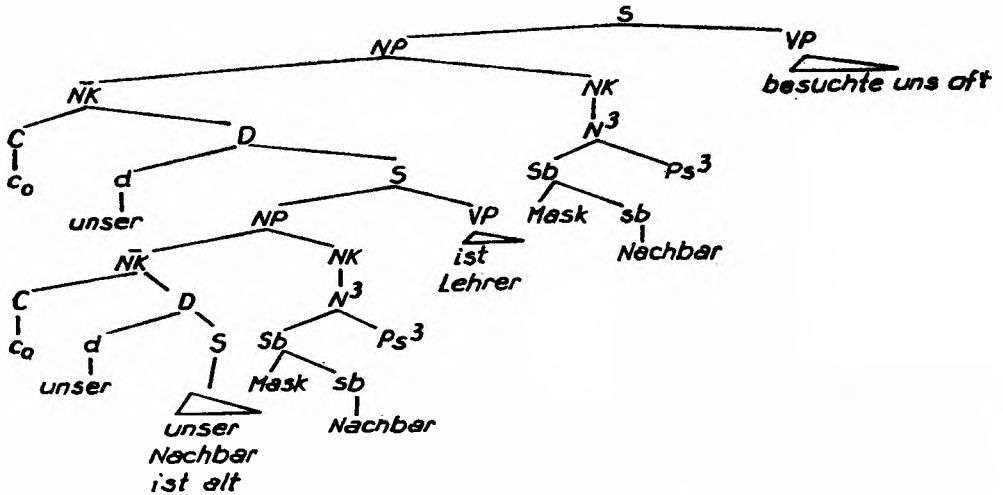 S
NP VP
besuchte uns oft
N̄K̄ NK
C D N³
c₀ d S Sb Ps³
unser NP VP Mask sb
ist Nachbar
Lehrer
N̄K̄ NK
C D N³
c₀ d S Sb Ps³
unser Mask sb
unser Nachbar
Nachbar
ist alt